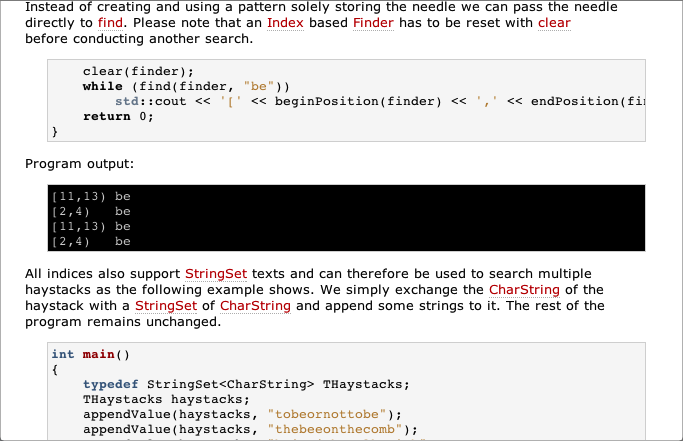 Instead of creating and using a pattern solely storing the needle we can pass the needle
directly to find. Please note that an Index based Finder has to be reset with clear
before conducting another search.
clear(finder);
while (find(finder, "be"))
std::cout << '[' << beginPosition(finder) << ',' << endPosition(fi
return 0;
}
Program output:
[11,13) be
[2,4) be
[11,13) be
[2,4) be
All indices also support StringSet texts and can therefore be used to search multiple
haystacks as the following example shows. We simply exchange the CharString of the
haystack with a StringSet of CharString and append some strings to it. The rest of the
program remains unchanged.
int main()
{
typedef StringSet<CharString> THaystacks;
THaystacks haystacks;
appendValue(haystacks, "tobeornottobe");
appendValue(haystacks, "thebeeonthecomb");